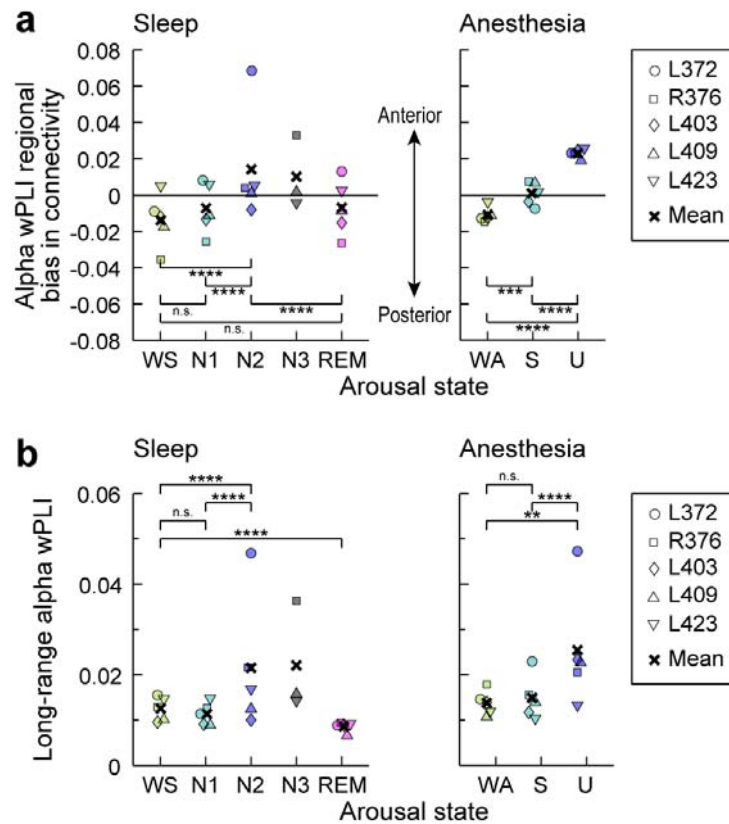 a
Sleep
Anesthesia
Alpha wPLI regional
bias in connectivity
0.08
0.06
0.04
0.02
0
-0.02
-0.04
-0.06
-0.08
****
****
****
n.s.
n.s.
WS N1 N2 N3 REM
Anterior
Posterior
***
****
****
WA S U
Arousal state
L372
R376
L403
L409
L423
Mean
b
Sleep
Anesthesia
Long-range alpha wPLI
0.06
0.04
0.02
0
****
****
n.s.
****
WS N1 N2 N3 REM
Arousal state
n.s.
****
**
WA S U
Arousal state
L372
R376
L403
L409
L423
Mean